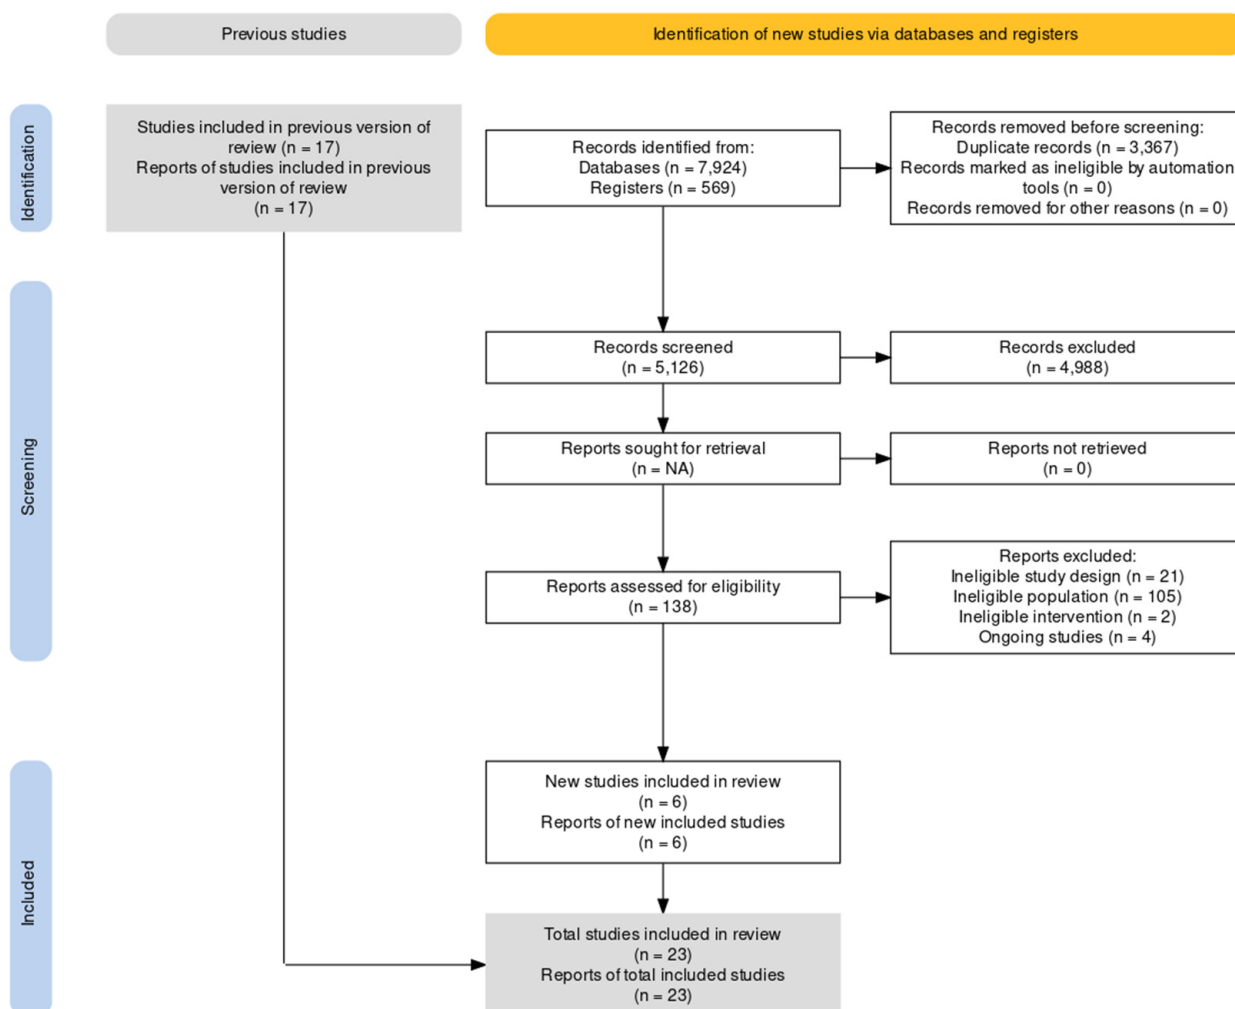 Previous studies
Identification of new studies via databases and registers
Identification
Studies included in previous version of
review (n = 17)
Reports of studies included in previous
version of review
(n = 17)
Records identified from:
Databases (n = 7,924)
Registers (n = 569)
Records removed before screening:
Duplicate records (n = 3,367)
Records marked as ineligible by automation
tools (n = 0)
Records removed for other reasons (n = 0)
Screening
Records screened
(n = 5,126)
Records excluded
(n = 4,988)
Reports sought for retrieval
(n = NA)
Reports not retrieved
(n = 0)
Reports assessed for eligibility
(n = 138)
Reports excluded:
Ineligible study design (n = 21)
Ineligible population (n = 105)
Ineligible intervention (n = 2)
Ongoing studies (n = 4)
Included
New studies included in review
(n = 6)
Reports of new included studies
(n = 6)
Total studies included in review
(n = 23)
Reports of total included studies
(n = 23)